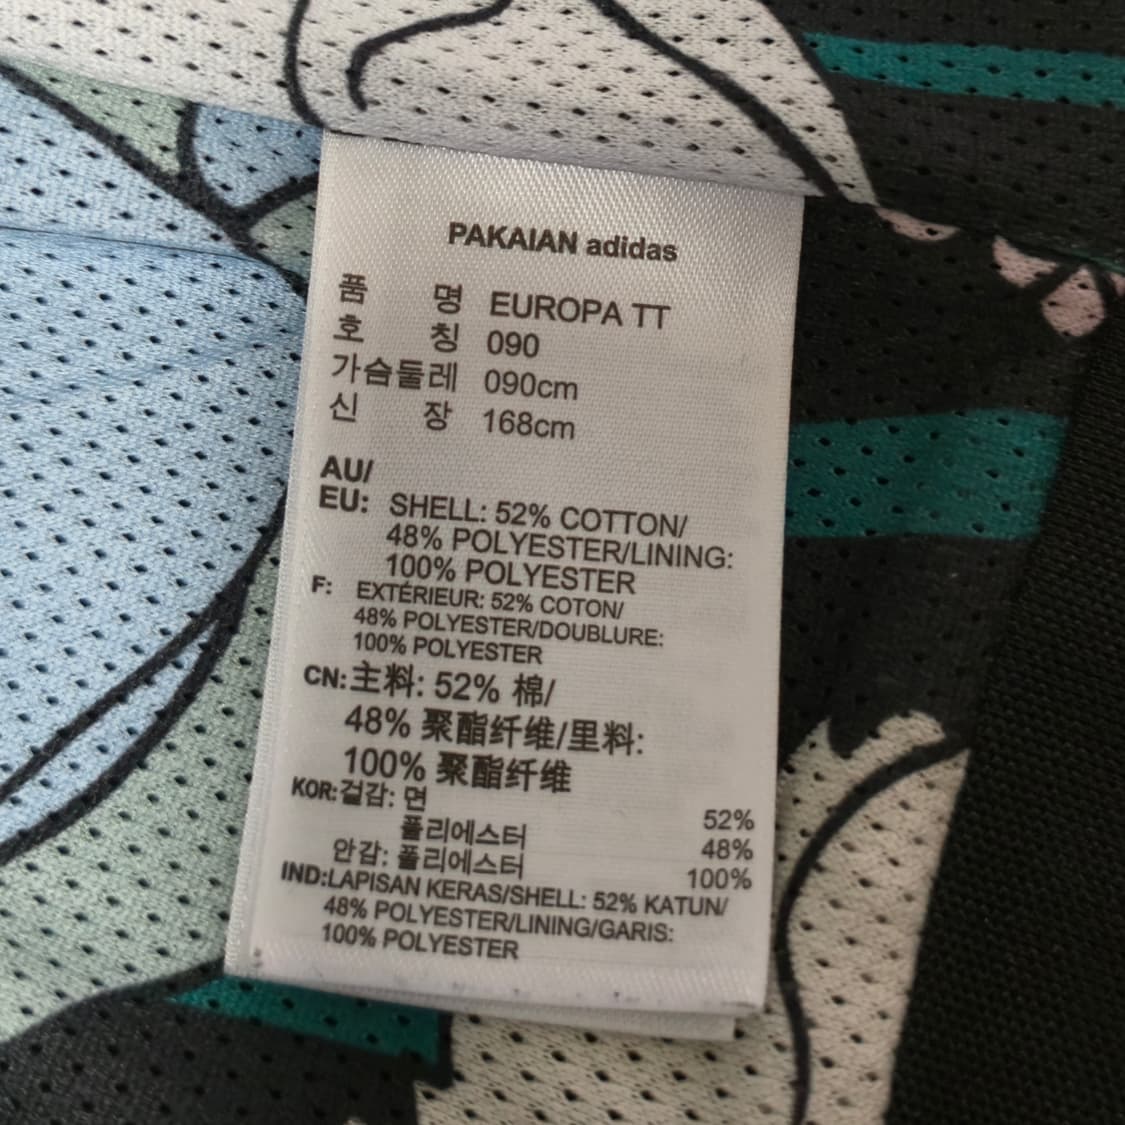 PAKAIAN adidas
품 명 EUROPA TT
호 칭 090
가슴둘레 090cm
신 장 168cm
AU/
EU: SHELL: 52% COTTON/
48% POLYESTER/LINING:
100% POLYESTER
F: EXTÉRIEUR: 52% COTON/
48% POLYESTER/DOUBLURE:
100% POLYESTER
CN:主料: 52% 棉/
48% 聚酯纤维/里料:
100% 聚酯纤维
KOR:겉감: 면 52%
폴리에스터 48%
안감: 폴리에스터 100%
IND:LAPISAN KERAS/SHELL: 52% KATUN/
48% POLYESTER/LINING/GARIS:
100% POLYESTER